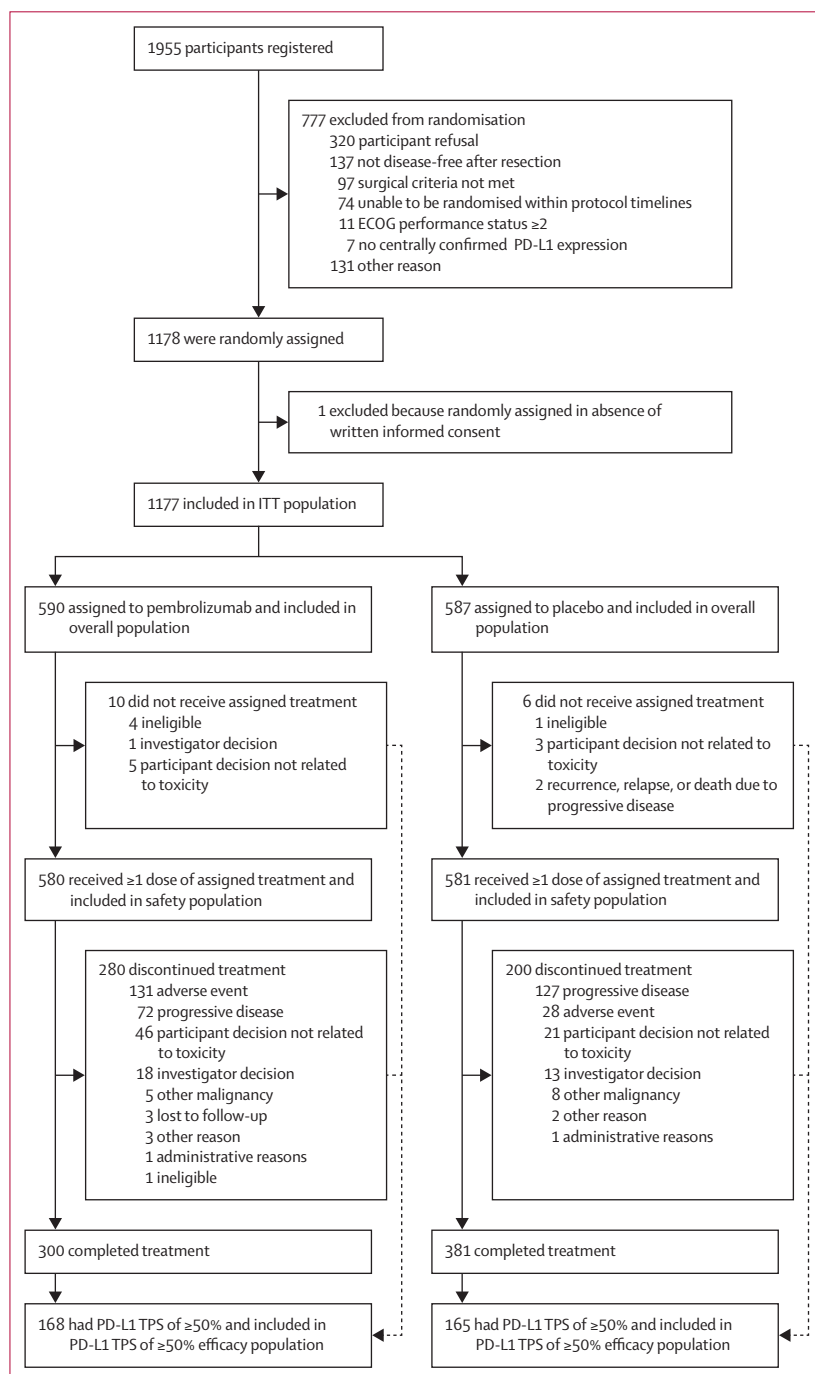 1955 participants registered
777 excluded from randomisation
320 participant refusal
137 not disease-free after resection
97 surgical criteria not met
74 unable to be randomised within protocol timelines
11 ECOG performance status ≥2
7 no centrally confirmed PD-L1 expression
131 other reason
1178 were randomly assigned
1 excluded because randomly assigned in absence of
written informed consent
1177 included in ITT population
590 assigned to pembrolizumab and included in
overall population
10 did not receive assigned treatment
4 ineligible
1 investigator decision
5 participant decision not related
to toxicity
580 received ≥1 dose of assigned treatment and
included in safety population
280 discontinued treatment
131 adverse event
72 progressive disease
46 participant decision not related
to toxicity
18 investigator decision
5 other malignancy
3 lost to follow-up
3 other reason
1 administrative reasons
1 ineligible
300 completed treatment
168 had PD-L1 TPS of ≥50% and included in
PD-L1 TPS of ≥50% efficacy population
587 assigned to placebo and included in overall
population
6 did not receive assigned treatment
1 ineligible
3 participant decision not related to
toxicity
2 recurrence, relapse, or death due to
progressive disease
581 received ≥1 dose of assigned treatment and
included in safety population
200 discontinued treatment
127 progressive disease
28 adverse event
21 participant decision not related
to toxicity
13 investigator decision
8 other malignancy
2 other reason
1 administrative reasons
381 completed treatment
165 had PD-L1 TPS of ≥50% and included in
PD-L1 TPS of ≥50% efficacy population